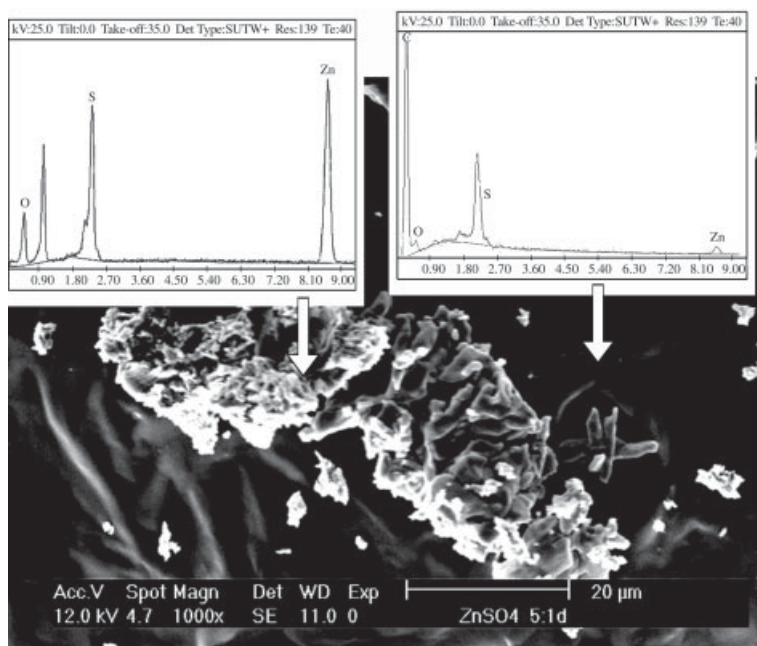 kV:25.0 Tilt:0.0 Take-off:35.0 Det Type:SUTW+ Res:139 Te:40
Zn
S
O
0.90 1.80 2.70 3.60 4.50 5.40 6.30 7.20 8.10 9.00
kV:25.0 Tilt:0.0 Take-off:35.0 Det Type:SUTW+ Res:139 Te:40
C
S
O
Zn
0.90 1.80 2.70 3.60 4.50 5.40 6.30 7.20 8.10 9.00
Acc.V Spot Magn Det WD Exp 20 µm
12.0 kV 4.7 1000x SE 11.0 0 ZnSO4 5:1d